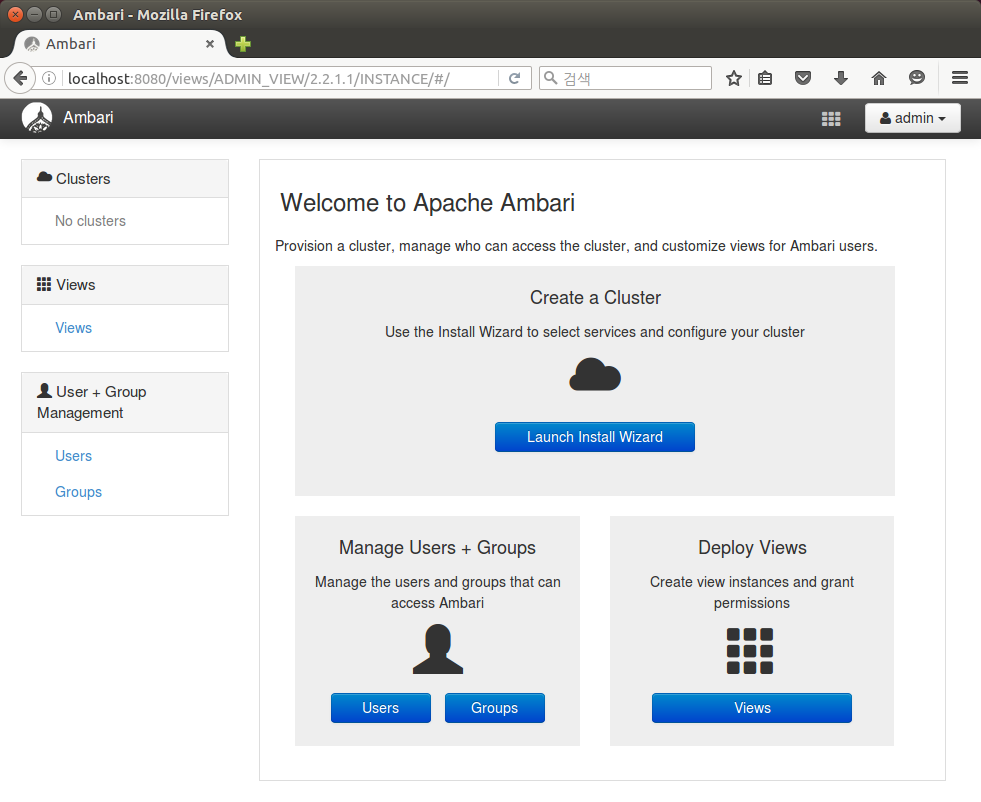 Ambari - Mozilla Firefox
Ambari
localhost:8080/views/ADMIN_VIEW/2.2.1.1/INSTANCE/#/
검색
Ambari
admin
Clusters
No clusters
Views
Views
User + Group
Management
Users
Groups
Welcome to Apache Ambari
Provision a cluster, manage who can access the cluster, and customize views for Ambari users.
Create a Cluster
Use the Install Wizard to select services and configure your cluster
Launch Install Wizard
Manage Users + Groups
Manage the users and groups that can
access Ambari
Users
Groups
Deploy Views
Create view instances and grant
permissions
Views